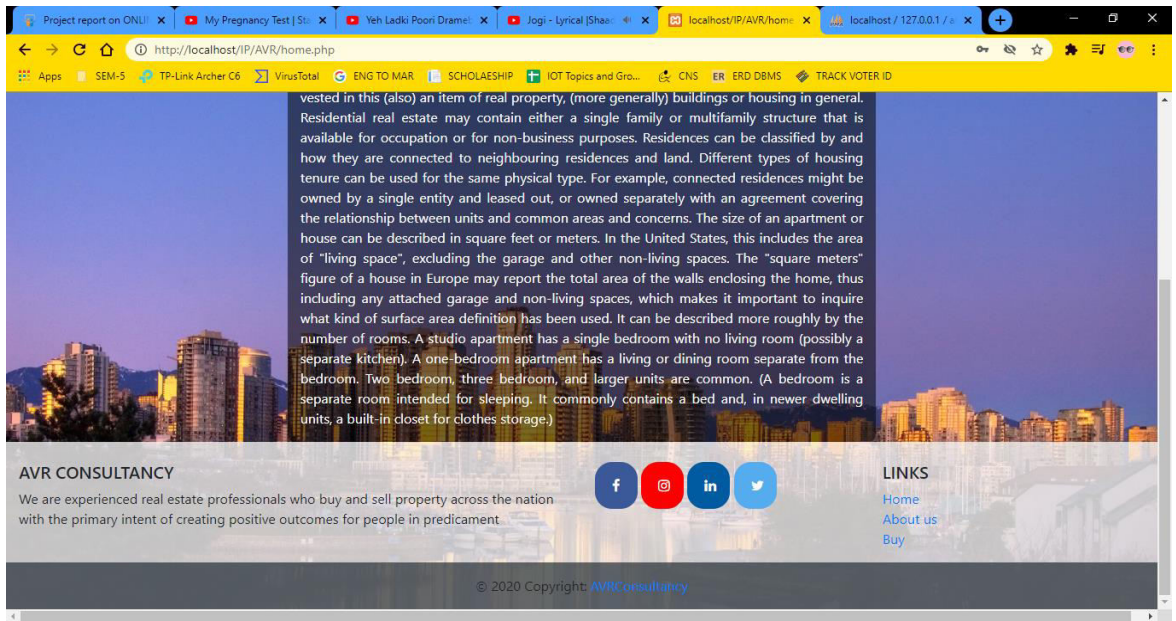 Project report on ONLI
My Pregnancy Test | Sta
Yeh Ladki Poori Drameb
Jogi - Lyrical |Shaad
localhost/IP/AVR/home
localhost / 127.0.0.1 / a
http://localhost/IP/AVR/home.php
Apps SEM-5 TP-Link Archer C6 VirusTotal ENG TO MAR SCHOLAESHIP IOT Topics and Gro... CNS ER ERD DBMS TRACK VOTER ID
vested in this (also) an item of real property, (more generally) buildings or housing in general.
Residential real estate may contain either a single family or multifamily structure that is
available for occupation or for non-business purposes. Residences can be classified by and
how they are connected to neighbouring residences and land. Different types of housing
tenure can be used for the same physical type. For example, connected residences might be
owned by a single entity and leased out, or owned separately with an agreement covering
the relationship between units and common areas and concerns. The size of an apartment or
house can be described in square feet or meters. In the United States, this includes the area
of "living space", excluding the garage and other non-living spaces. The "square meters"
figure of a house in Europe may report the total area of the walls enclosing the home, thus
including any attached garage and non-living spaces, which makes it important to inquire
what kind of surface area definition has been used. It can be described more roughly by the
number of rooms. A studio apartment has a single bedroom with no living room (possibly a
separate kitchen). A one-bedroom apartment has a living or dining room separate from the
bedroom. Two bedroom, three bedroom, and larger units are common. (A bedroom is a
separate room intended for sleeping. It commonly contains a bed and, in newer dwelling
units, a built-in closet for clothes storage.)
AVR CONSULTANCY
We are experienced real estate professionals who buy and sell property across the nation
with the primary intent of creating positive outcomes for people in predicament
LINKS
Home
About us
Buy
© 2020 Copyright: AVRConsultancy